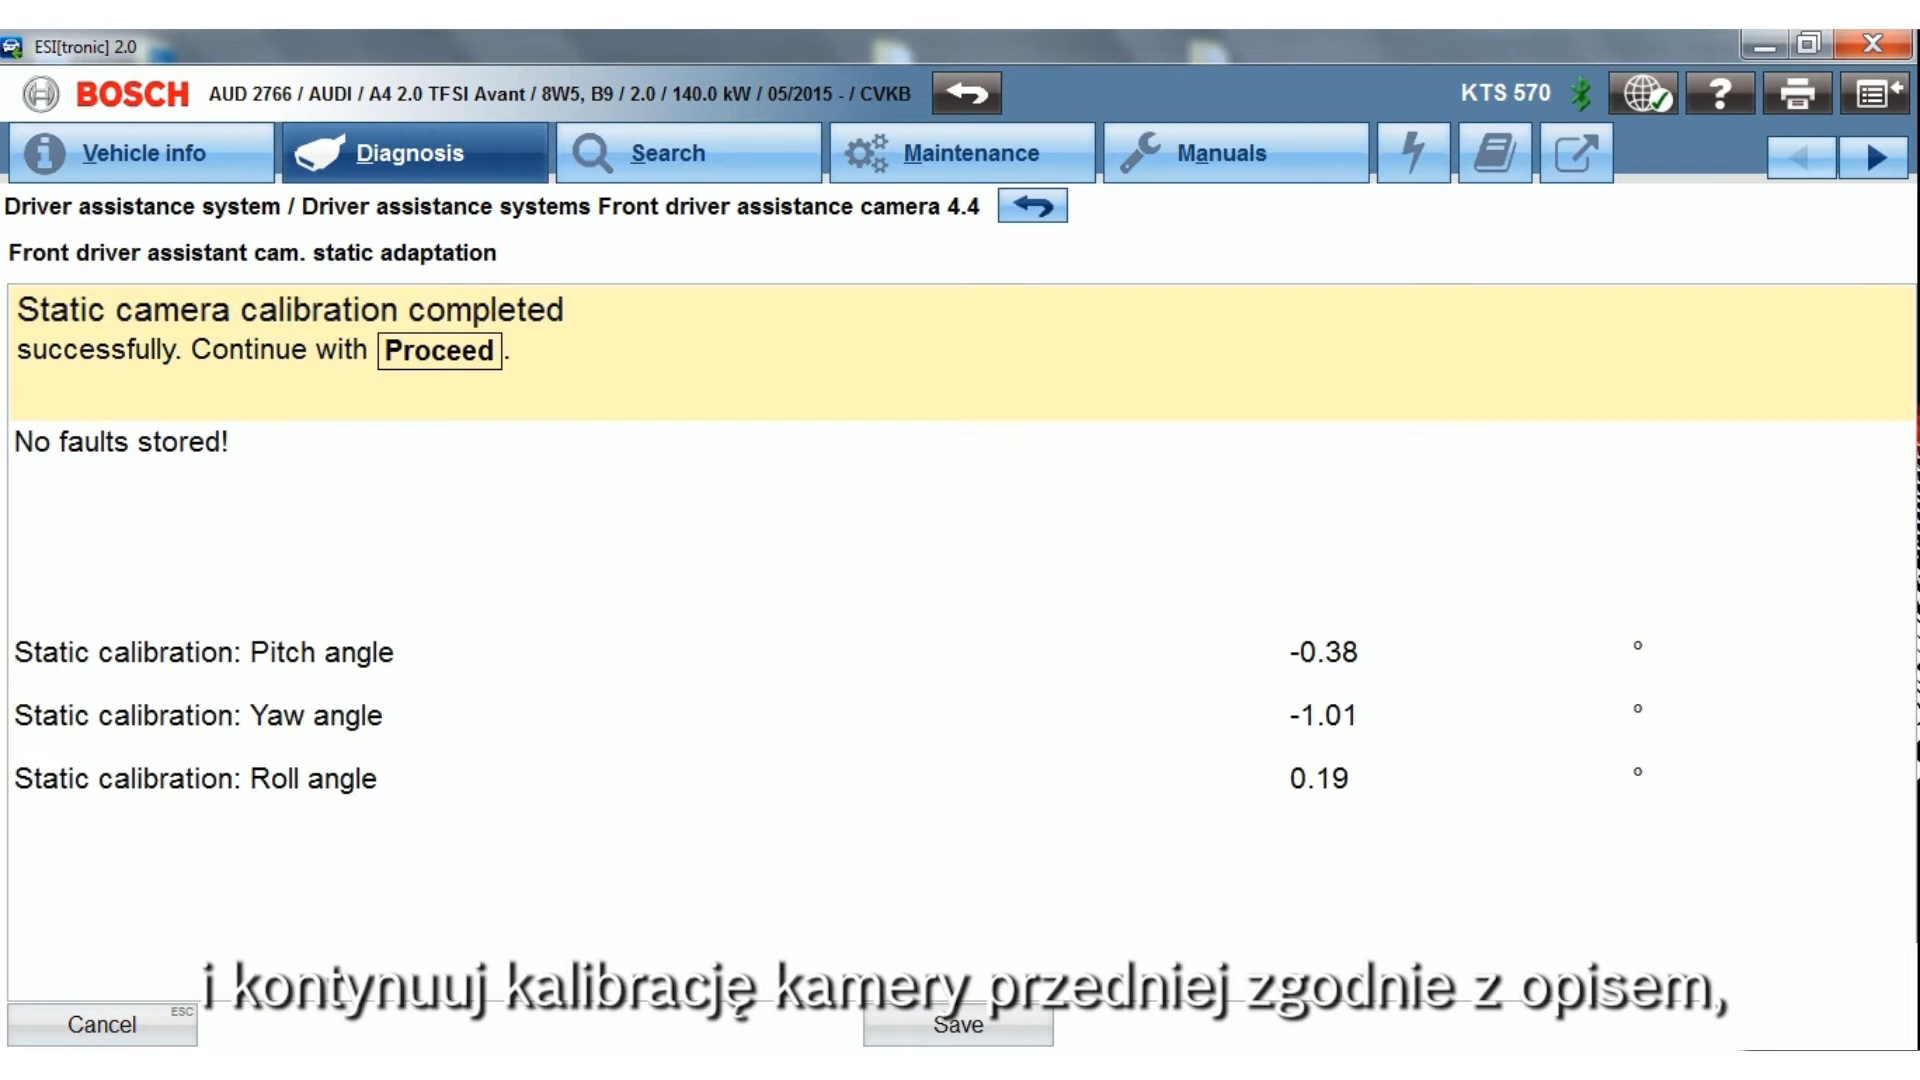 ESI[tronic] 2.0
BOSCH AUD 2766 / AUDI / A4 2.0 TFSI Avant / 8W5, B9 / 2.0 / 140.0 kW / 05/2015 - / CVKB KTS 570 ?
Vehicle info Diagnosis Search Maintenance Manuals
Driver assistance system / Driver assistance systems Front driver assistance camera 4.4
Front driver assistant cam. static adaptation
Static camera calibration completed
successfully. Continue with Proceed.
No faults stored!
Static calibration: Pitch angle -0.38 °
Static calibration: Yaw angle -1.01 °
Static calibration: Roll angle 0.19 °
i kontynuuj kalibrację kamery przedniej zgodnie z opisem,
Cancel ESC Save